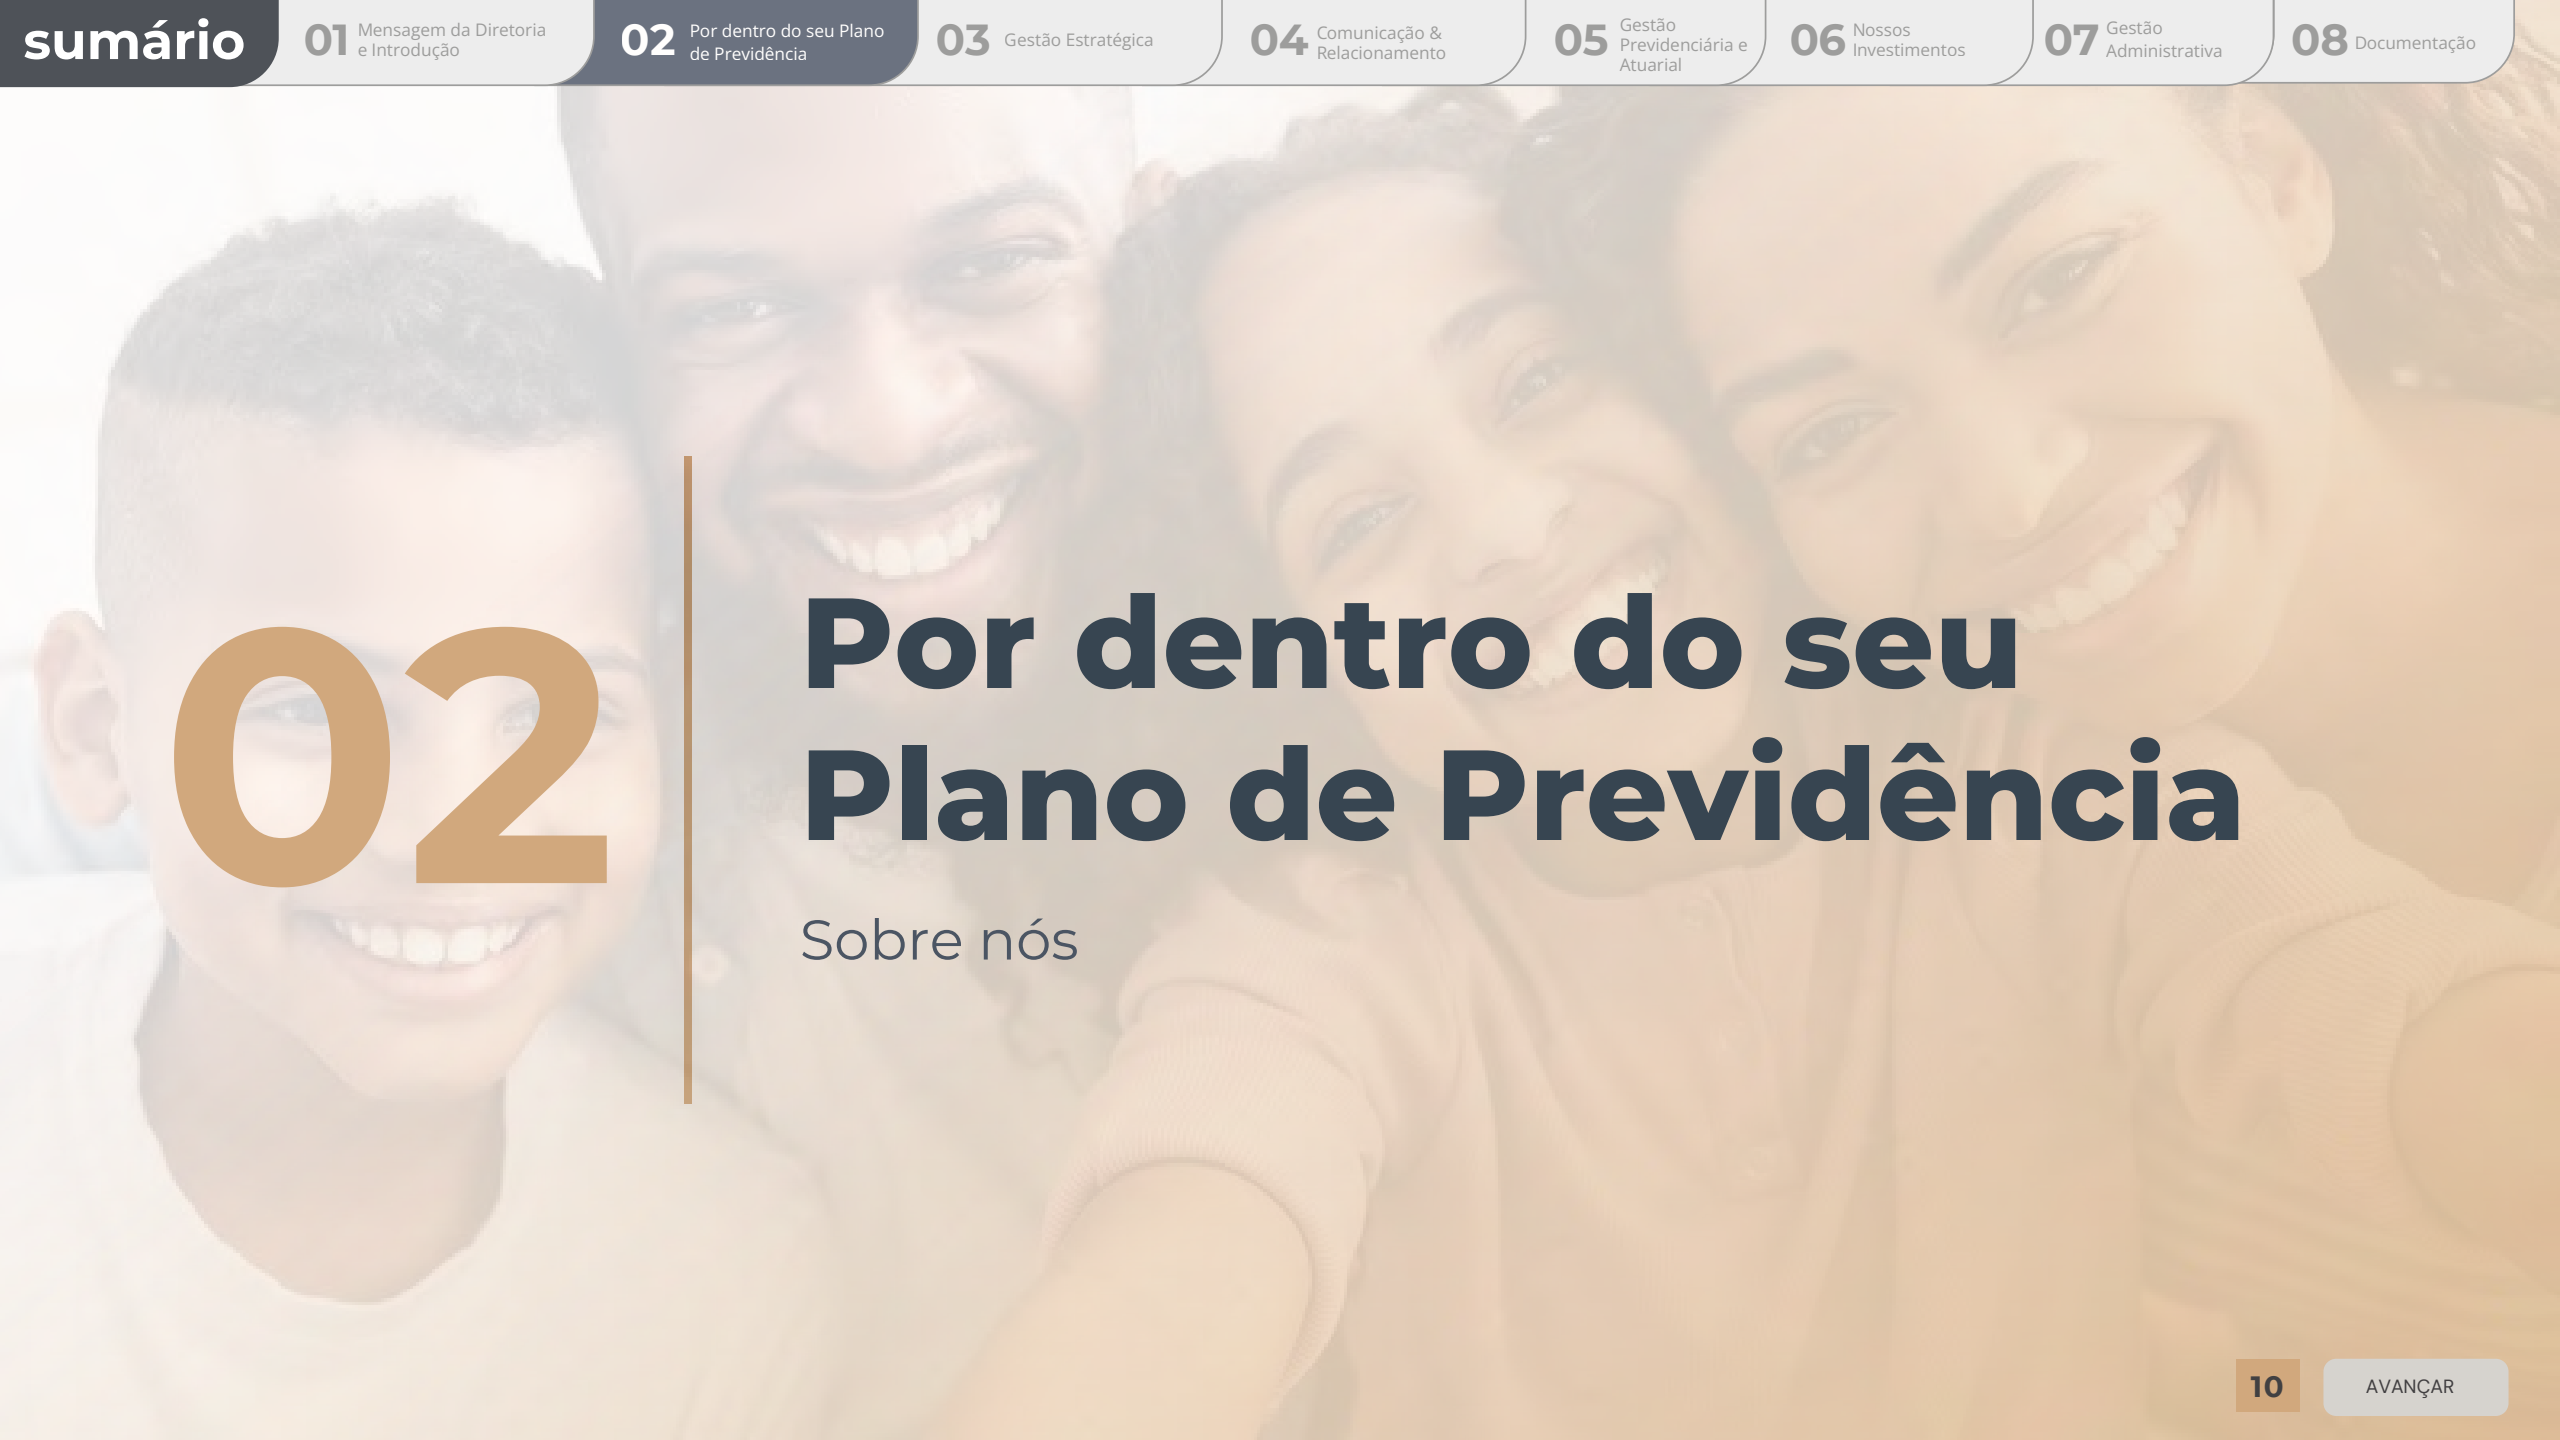 sumário
01
Mensagem da Diretoria
e Introdução
02
Por dentro do seu Plano
de Previdência
03
Gestão Estratégica
04
Comunicação &
Relacionamento
05
Gestão
Previdenciária e
Atuarial
06
Nossos
Investimentos
07
Gestão
Administrativa
08
Documentação
02
Por dentro do seu
Plano de Previdência
Sobre nós
10
AVANÇAR